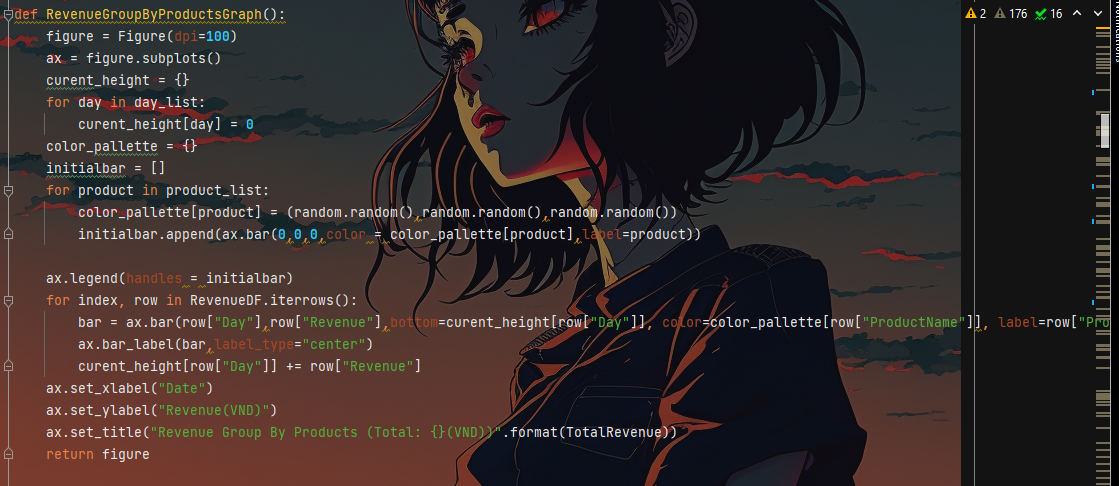 def RevenueGroupByProductsGraph():
    figure = Figure(dpi=100)
    ax = figure.subplots()
    curent_height = {}
    for day in day_list:
        curent_height[day] = 0
    color_pallette = {}
    initialbar = []
    for product in product_list:
        color_pallette[product] = (random.random(),random.random(),random.random())
        initialbar.append(ax.bar(0,0,0,color = color_pallette[product],label=product))
    ax.legend(handles = initialbar)
    for index, row in RevenueDF.iterrows():
        bar = ax.bar(row["Day"],row["Revenue"],bottom=curent_height[row["Day"]], color=color_pallette[row["ProductName"]], label=row["Pro
        ax.bar_label(bar,label_type="center")
        curent_height[row["Day"]] += row["Revenue"]
    ax.set_xlabel("Date")
    ax.set_ylabel("Revenue(VND)")
    ax.set_title("Revenue Group By Products (Total: {}(VND))".format(TotalRevenue))
    return figure
2 176 16